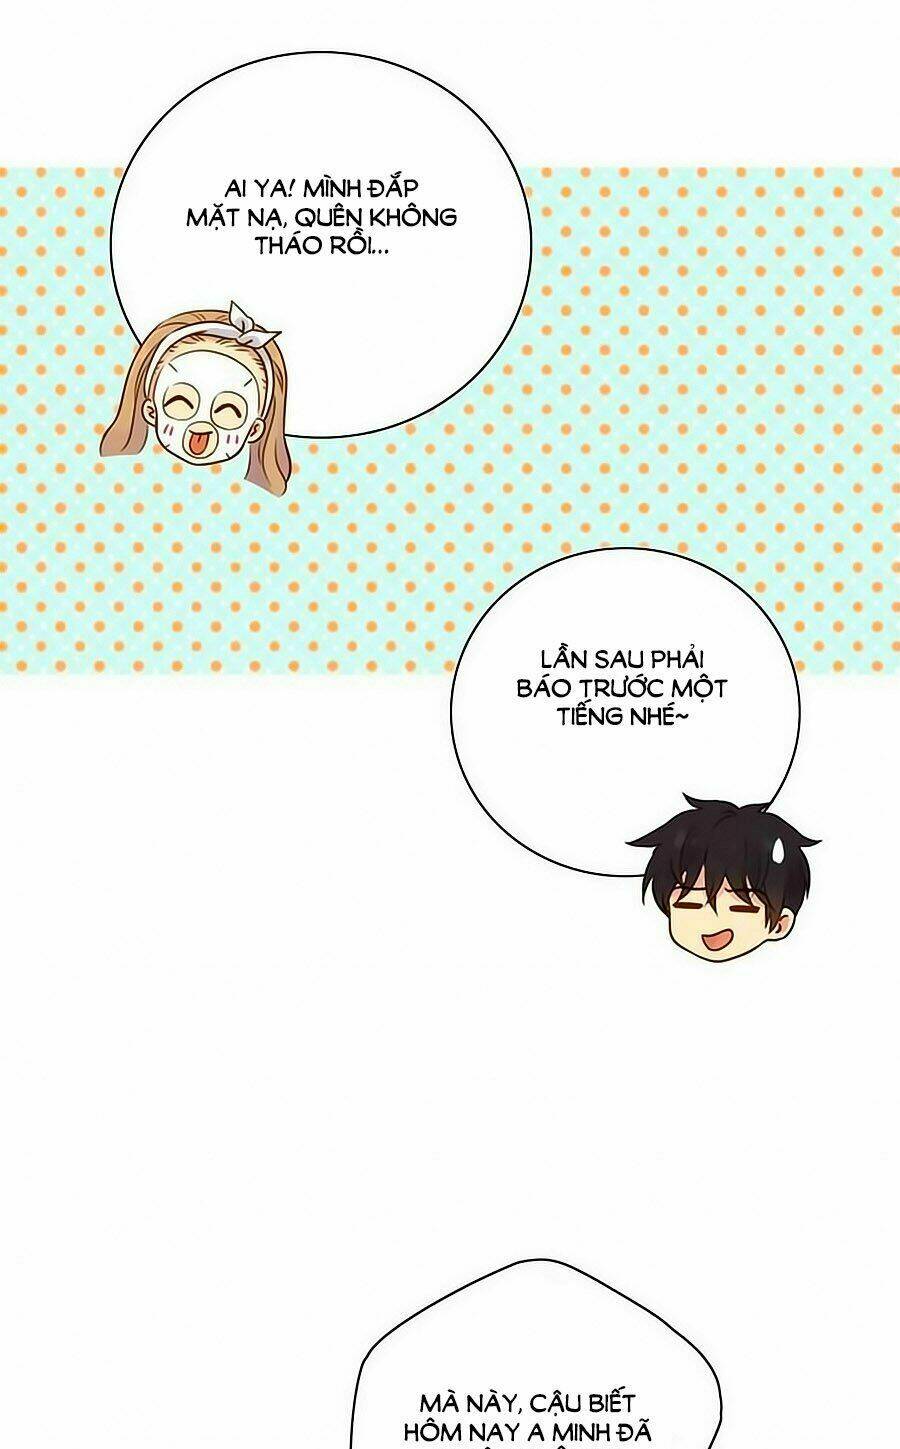 AI YA! MÌNH ĐẮP
MẶT NẠ, QUÊN KHÔNG
THÁO RỒI...
LẦN SAU PHẢI
BÁO TRƯỚC MỘT
TIẾNG NHÉ~
MÀ NÀY, CẬU BIẾT
HÔM NAY A MINH ĐÃ